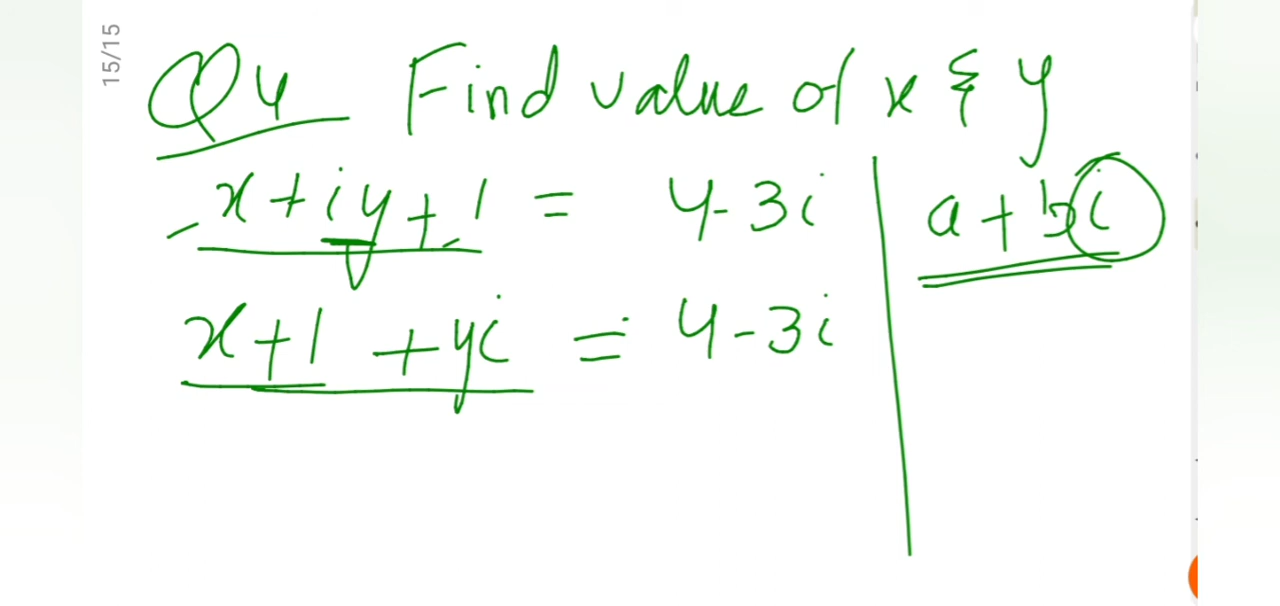 15/15
Q4 Find value of x & y
x + iy + 1 = 4 - 3i
a + bi
x + 1 + yi = 4 - 3i